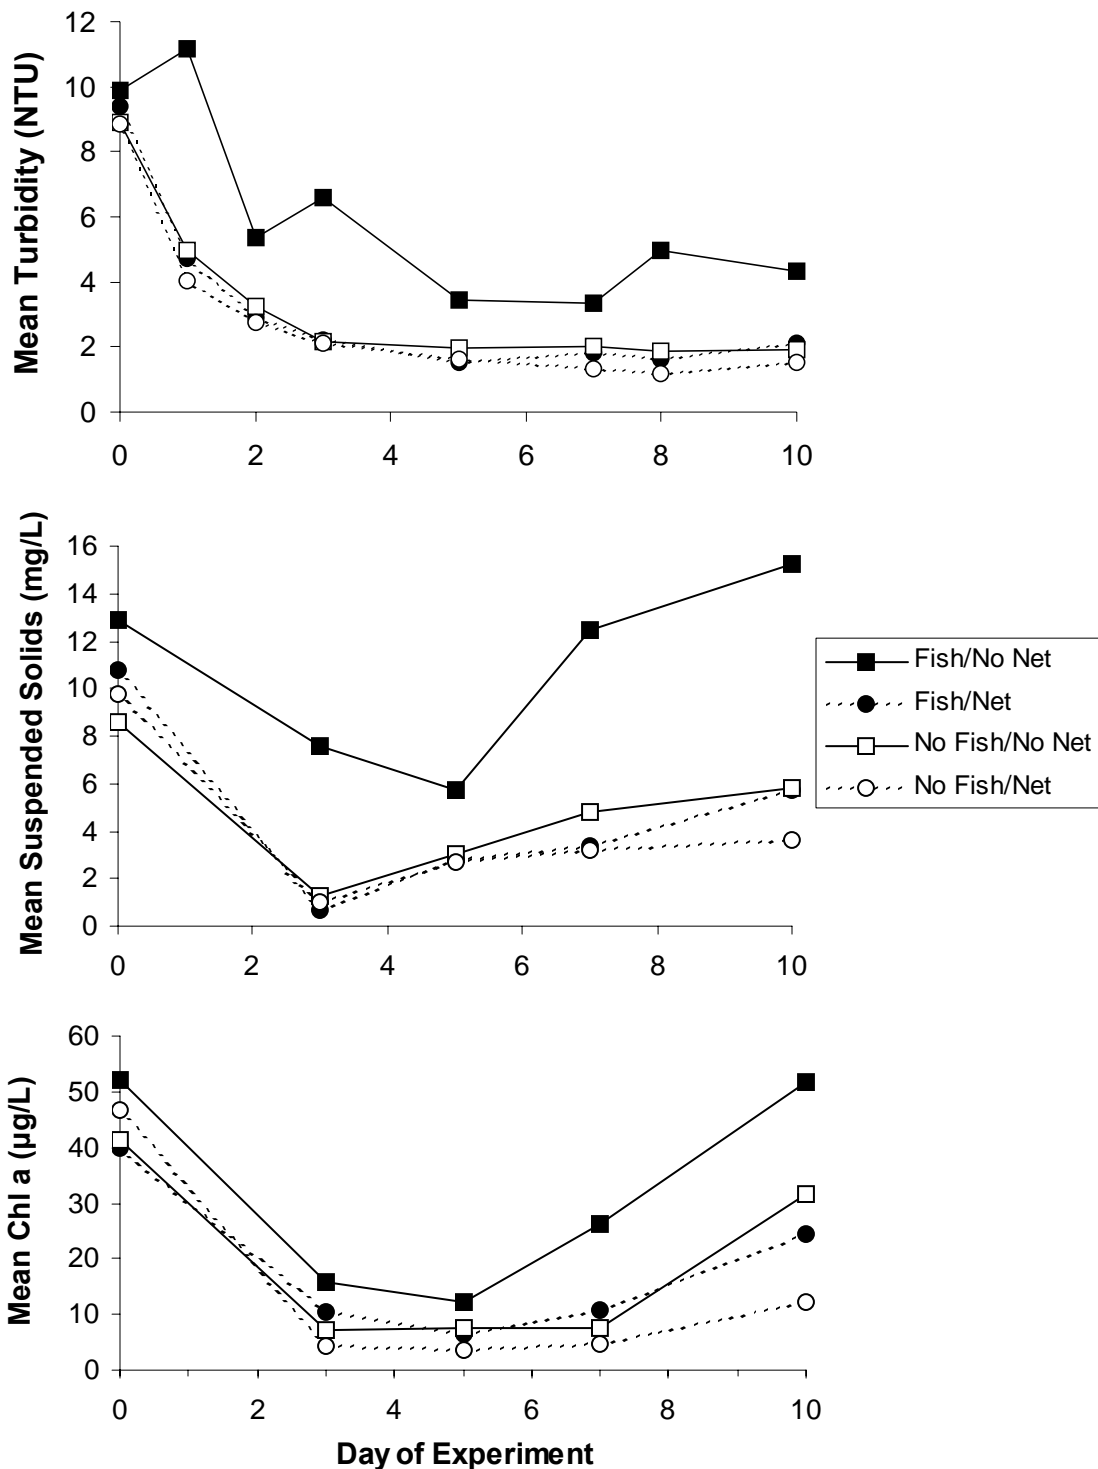 Mean Turbidity (NTU)
12
10
8
6
4
2
0
0 2 4 6 8 10
Mean Suspended Solids (mg/L)
16
14
12
10
8
6
4
2
0
0 2 4 6 8 10
Fish/No Net
Fish/Net
No Fish/No Net
No Fish/Net
Mean Chl a (µg/L)
60
50
40
30
20
10
0
0 2 4 6 8 10
Day of Experiment